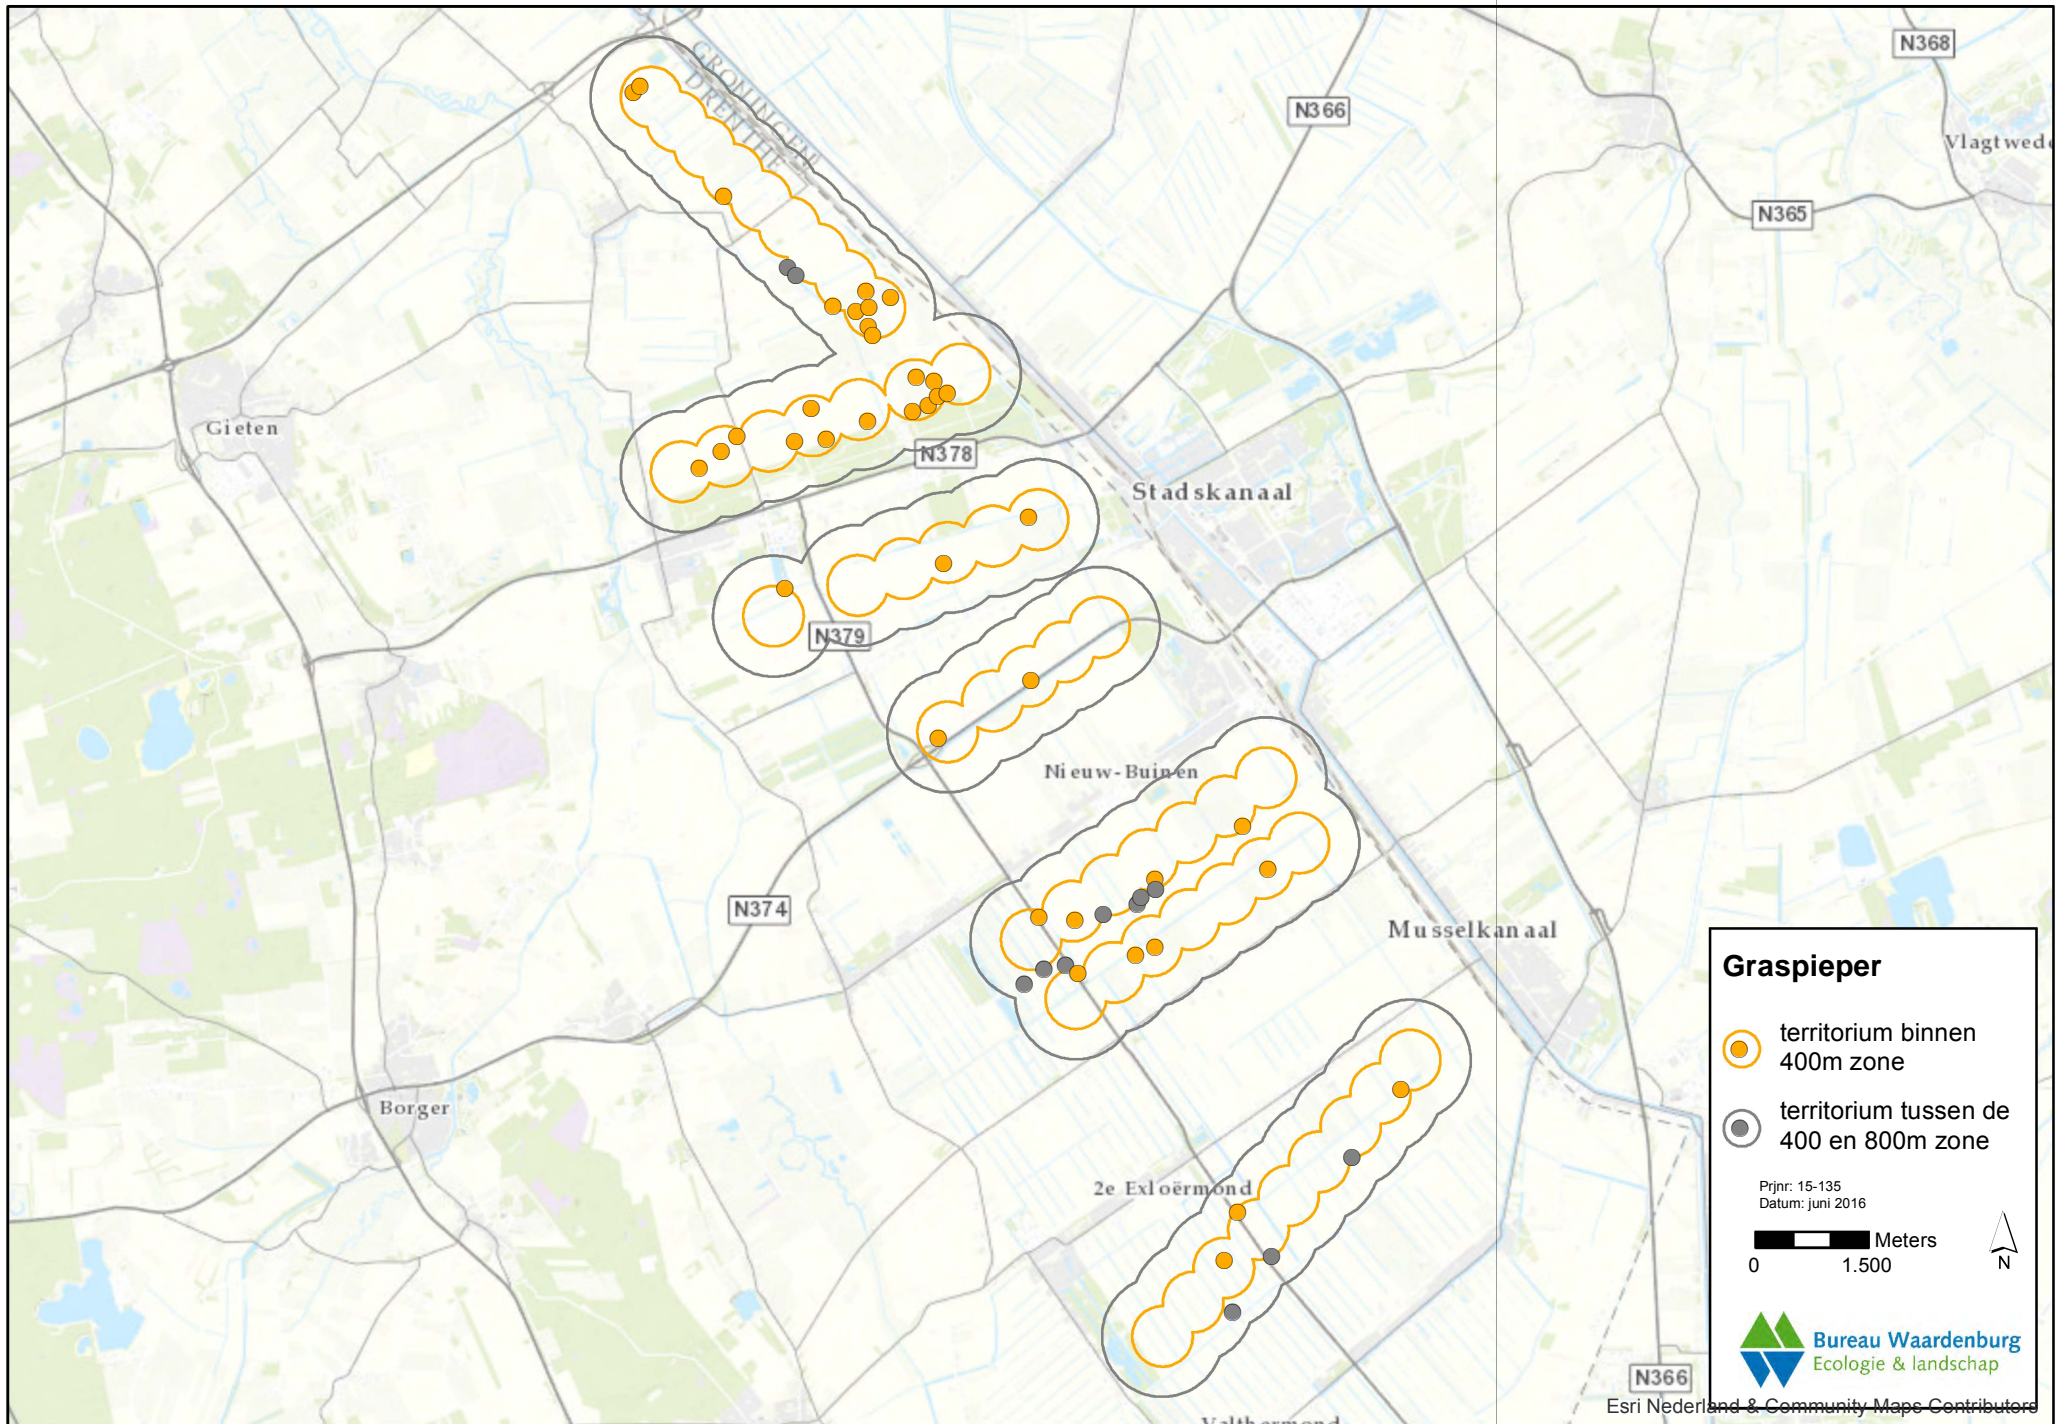 N368
GRONINGEN
DRENTHE
N366
N365
Gieten
N378
Stadskanaal
N379
Nieuw-Buinen
N374
Musselkanaal
Borger
2e Exloërmond
N366
Graspieper
territorium binnen
400m zone
territorium tussen de
400 en 800m zone
Prjnr: 15-135
Datum: juni 2016
Meters
0 1.500
N
Bureau Waardenburg
Ecologie & landschap
Esri Nederland & Community Maps Contributors
Valthermond